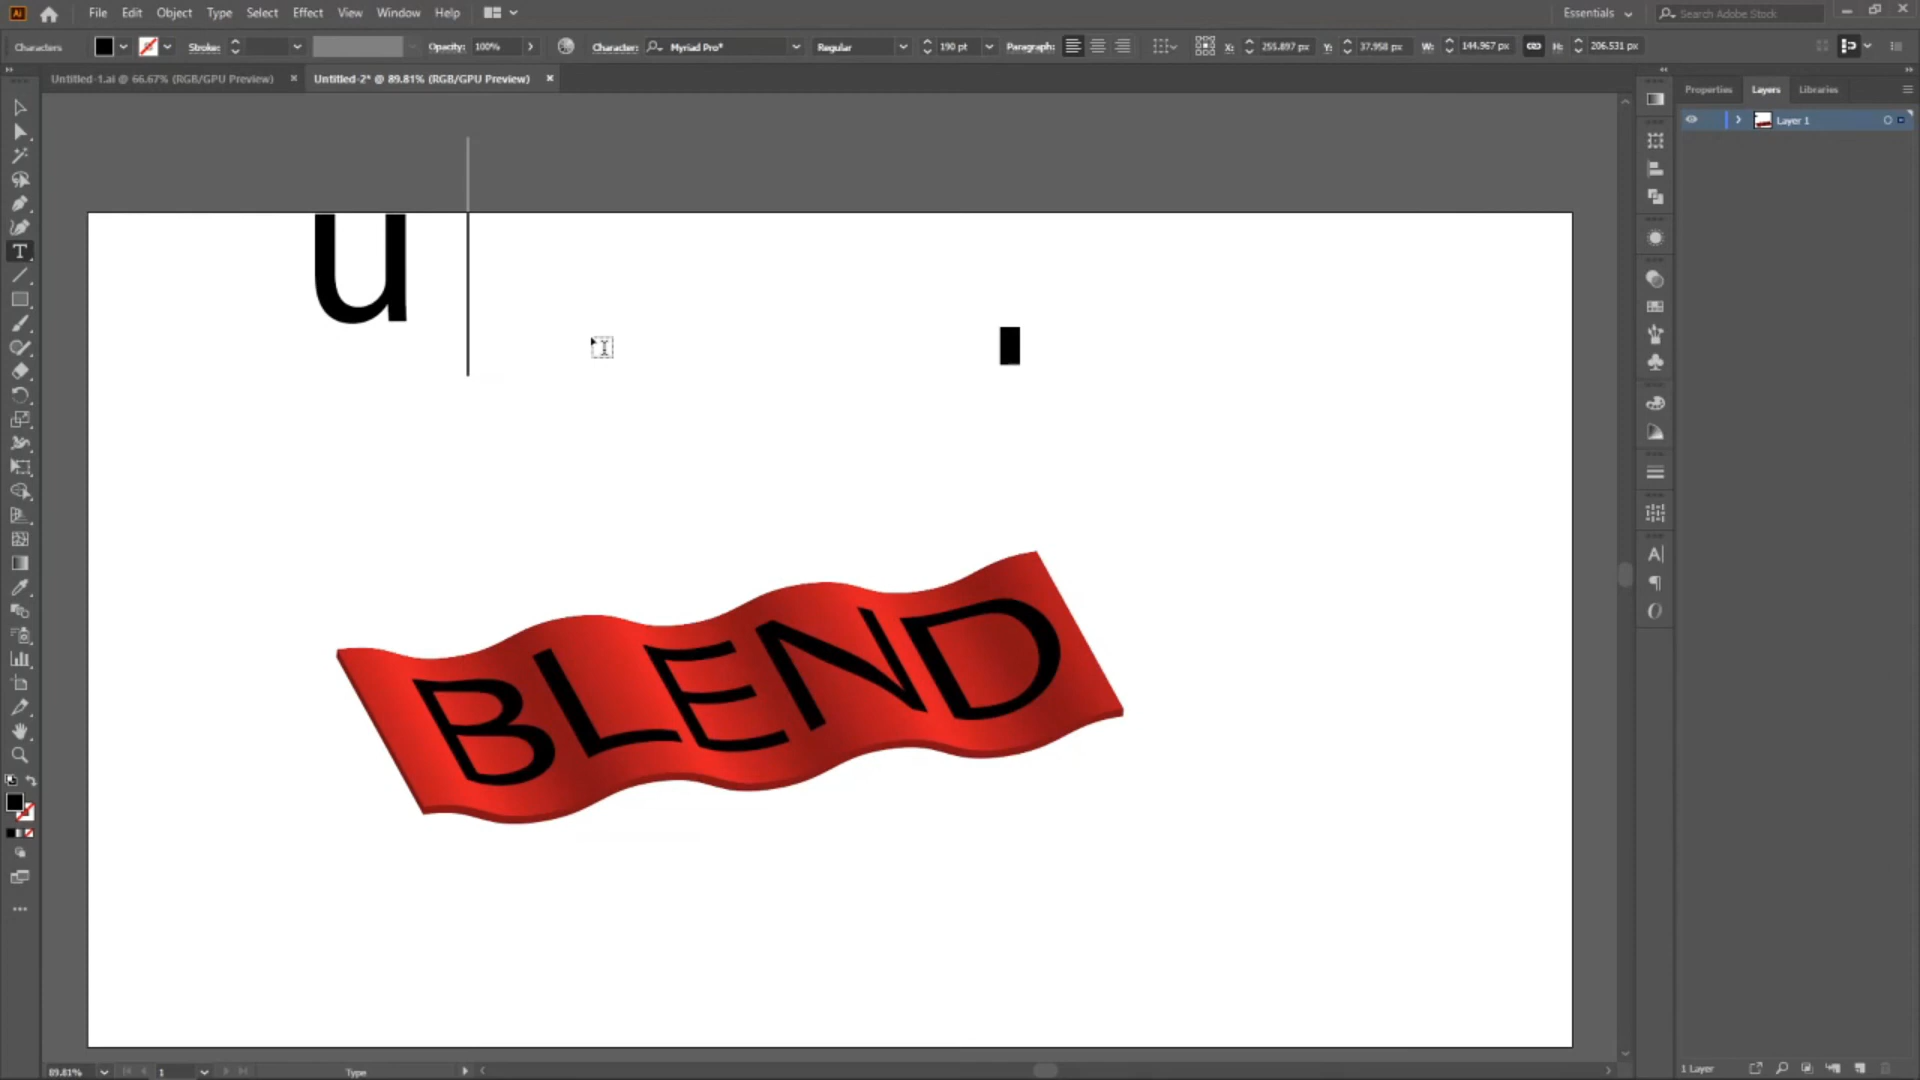 Ai File Edit Object Type Select Effect View Window Help Essentials Search Adobe Stock
Characters Stroke: Opacity: 100% Character: Myriad Pro* Regular 190 pt Paragraph: X: 255.897 px Y: 37.958 px W: 144.967 px H: 206.531 px
Untitled-1.ai @ 66.67% (RGB/GPU Preview) Untitled-2* @ 89.81% (RGB/GPU Preview)
Properties Layers Libraries
Layer 1
u
BLEND
89.81% 1 Type 1 Layer